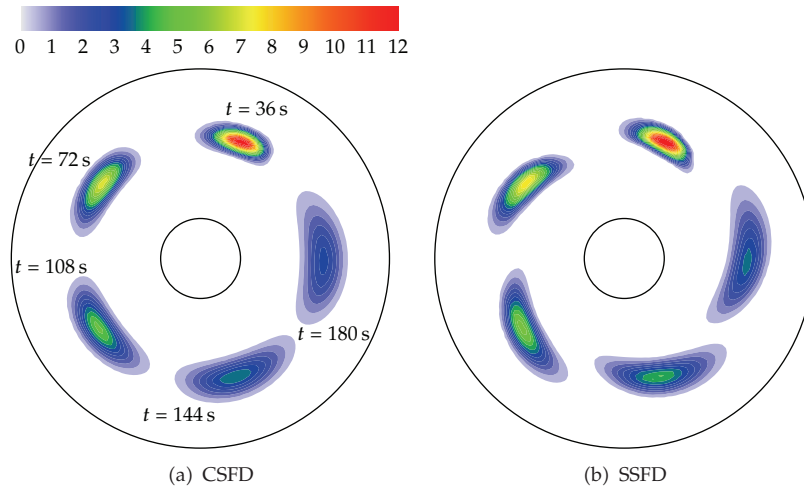 0 1 2 3 4 5 6 7 8 9 10 11 12
t = 36 s
t = 72 s
t = 108 s
t = 180 s
t = 144 s
(a) CSFD
(b) SSFD